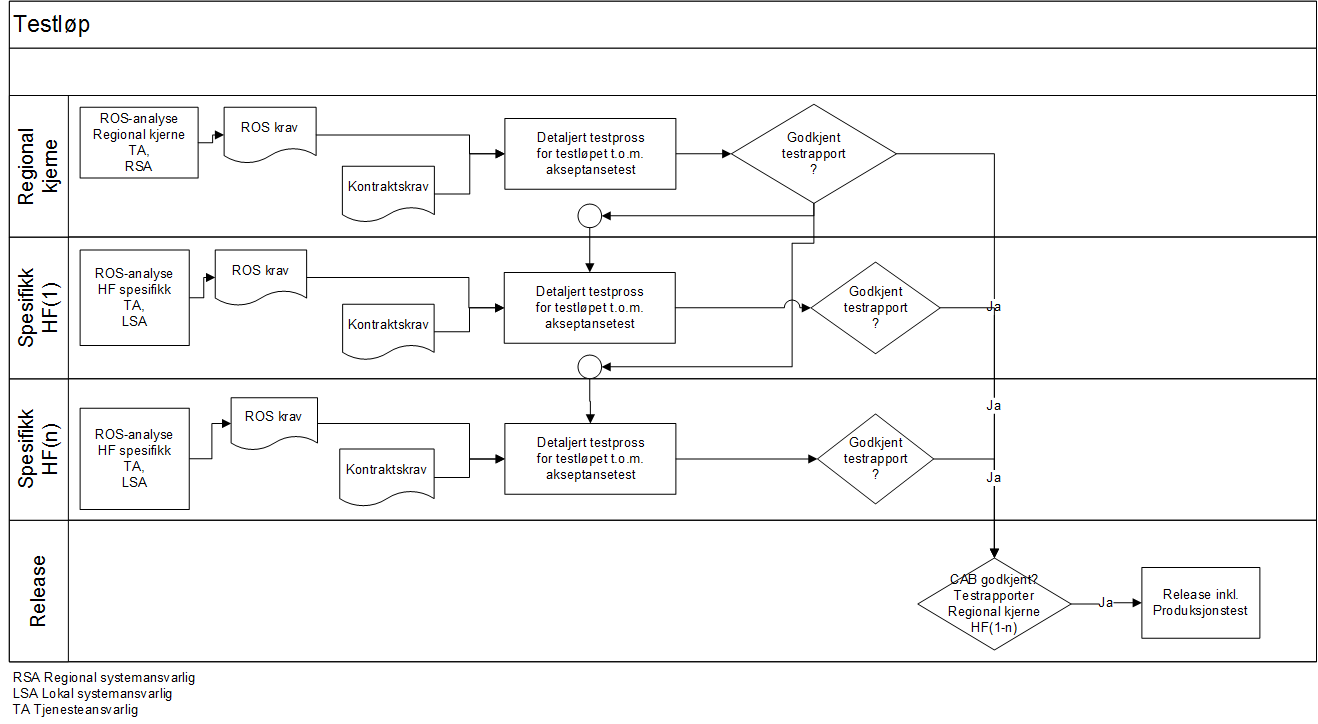 Testløp
Regional
kjerne
ROS-analyse
Regional kjerne
TA,
RSA
ROS krav
Kontraktskrav
Detaljert testpross
for testløpet t.o.m.
akseptansetest
Godkjent
testrapport
?
Spesifikk
HF(1)
ROS-analyse
HF spesifikk
TA,
LSA
ROS krav
Kontraktskrav
Detaljert testpross
for testløpet t.o.m.
akseptansetest
Godkjent
testrapport
?
Ja
Spesifikk
HF(n)
ROS-analyse
HF spesifikk
TA,
LSA
ROS krav
Kontraktskrav
Detaljert testpross
for testløpet t.o.m.
akseptansetest
Godkjent
testrapport
?
Ja
Ja
Release
CAB godkjent?
Testrapporter
Regional kjerne
HF(1-n)
Ja
Release inkl.
Produksjonstest
RSA Regional systemansvarlig
LSA Lokal systemansvarlig
TA Tjenesteansvarlig